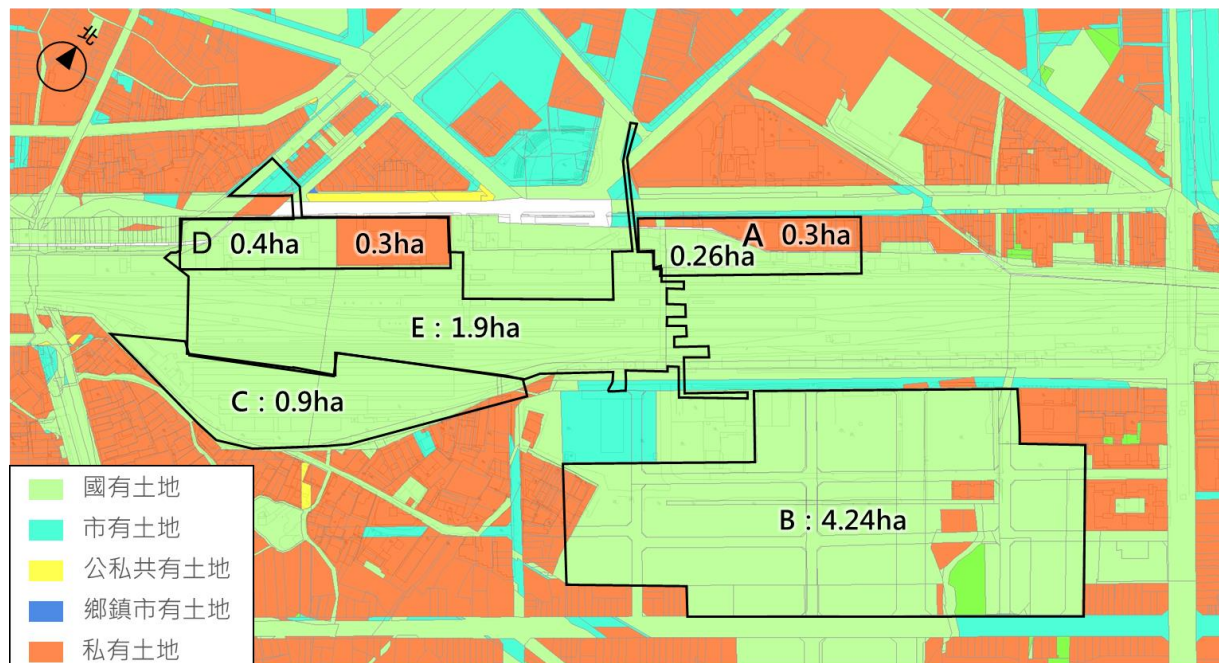 北
D 0.4ha 0.3ha
A 0.3ha
0.26ha
E：1.9ha
C：0.9ha
B：4.24ha
國有土地
市有土地
公私共有土地
鄉鎮市有土地
私有土地